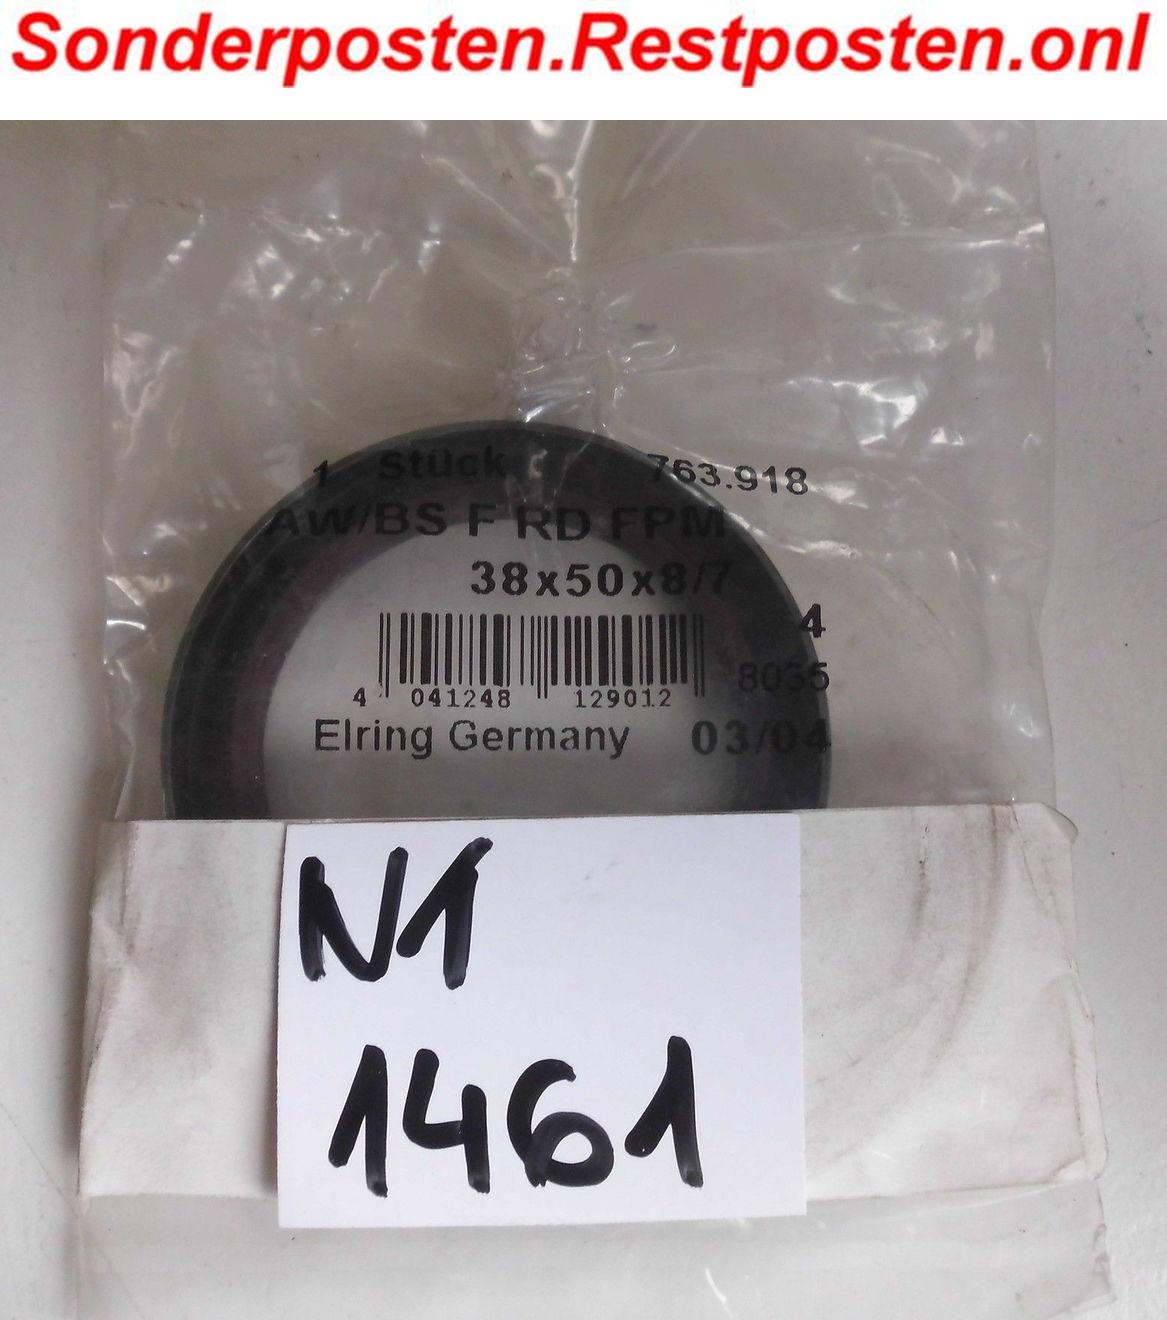 Sonderposten.Restposten.onl
1 Stück 763.918
AW/BS F RD FPM
38x50x8/7
4
8035
4 041248 129012
Elring Germany 03/04
N1
1461